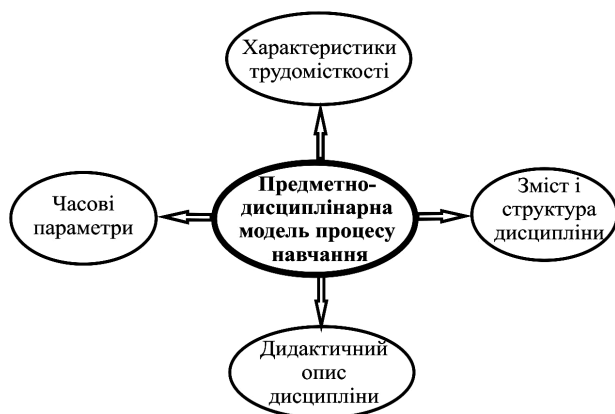 Характеристики
трудомісткості
Часові
параметри
Предметно-
дисциплінарна
модель процесу
навчання
Зміст і
структура
дисципліни
Дидактичний
опис
дисципліни